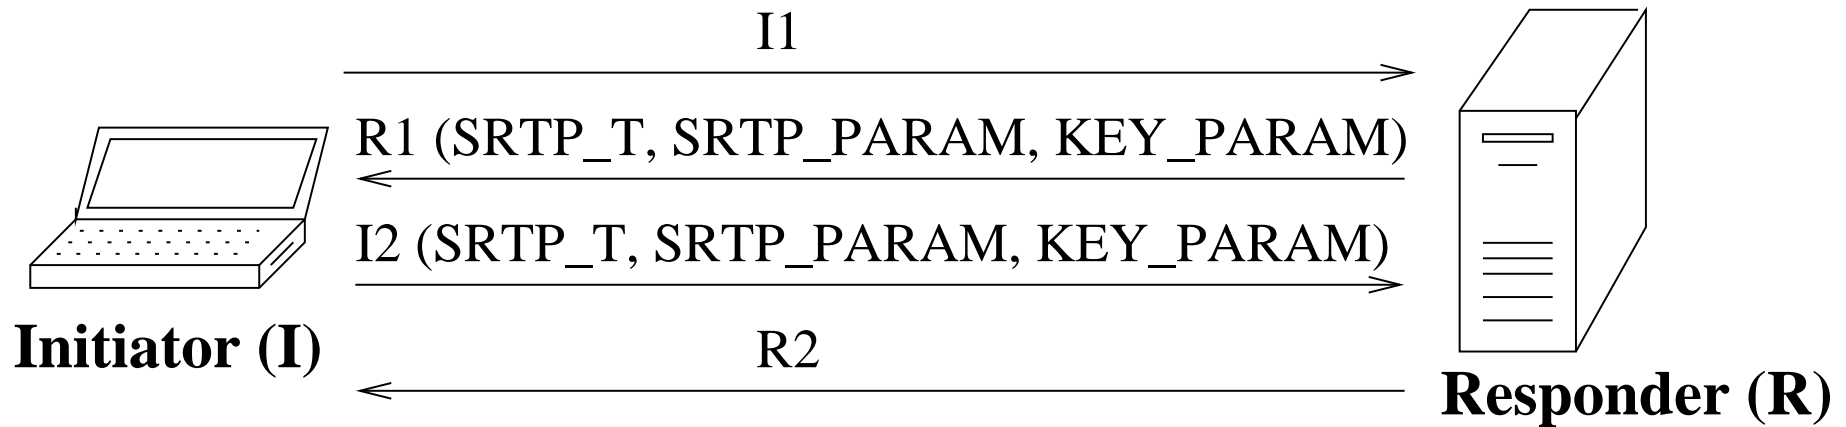 I1
R1 (SRTP_T, SRTP_PARAM, KEY_PARAM)
I2 (SRTP_T, SRTP_PARAM, KEY_PARAM)
R2
Initiator (I)
Responder (R)